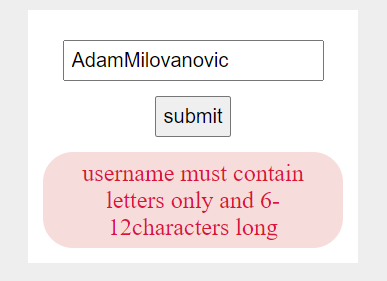 AdamMilovanovic
submit
username must contain
letters only and 6-
12characters long